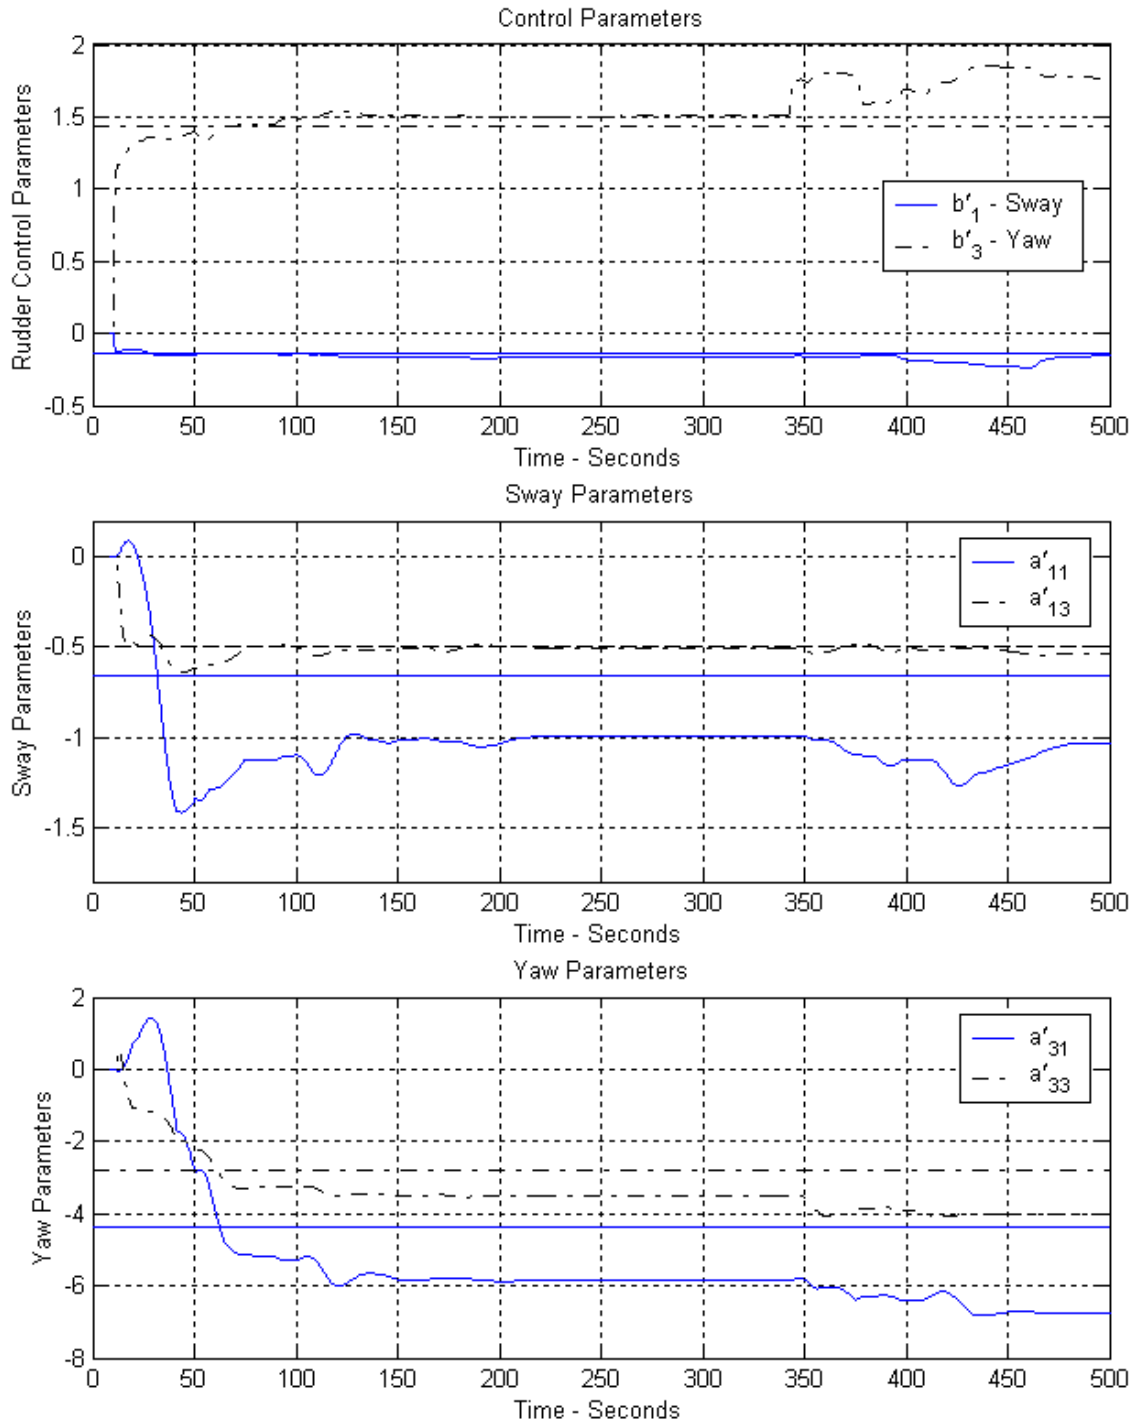 Control Parameters
Rudder Control Parameters
2
1.5
1
0.5
0
-0.5
b'1 - Sway
b'3 - Yaw
0 50 100 150 200 250 300 350 400 450 500
Time - Seconds
Sway Parameters
Sway Parameters
0
-0.5
-1
-1.5
a'11
a'13
0 50 100 150 200 250 300 350 400 450 500
Time - Seconds
Yaw Parameters
Yaw Parameters
2
0
-2
-4
-6
-8
a'31
a'33
0 50 100 150 200 250 300 350 400 450 500
Time - Seconds